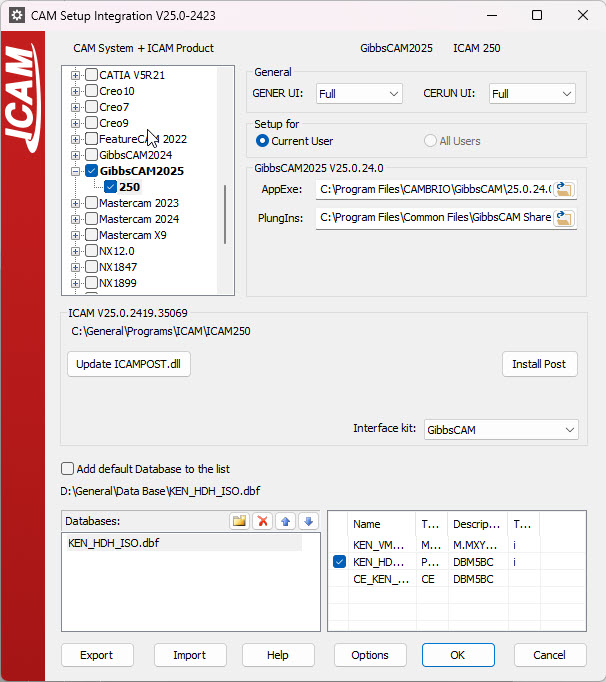 CAM Setup Integration V25.0-2423
ICAM
CAM System + ICAM Product
GibbsCAM2025 ICAM 250
CATIA V5R21
Creo10
Creo7
Creo9
FeatureCAM 2022
GibbsCAM2024
GibbsCAM2025
250
Mastercam 2023
Mastercam 2024
Mastercam X9
NX12.0
NX1847
NX1899
General
GENER UI: Full CERUN UI: Full
Setup for
Current User All Users
GibbsCAM2025 V25.0.24.0
AppExe: C:\Program Files\CAMBRIO\GibbsCAM\25.0.24.0
PlungIns: C:\Program Files\Common Files\GibbsCAM Share
ICAM V25.0.2419.35069
C:\General\Programs\ICAM\ICAM250
Update ICAMPOST.dll Install Post
Interface kit: GibbsCAM
Add default Database to the list
D:\General\Data Base\KEN_HDH_ISO.dbf
Databases:
KEN_HDH_ISO.dbf
Name T... Descrip... T...
KEN_VM... M... M.MXY... i
KEN_HD... P... DBM5BC i
CE_KEN_... CE DBM5BC
Export Import Help Options OK Cancel